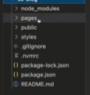 node_modules
pages
public
styles
.gitignore
.nvmrc
package-lock.json
package.json
README.md